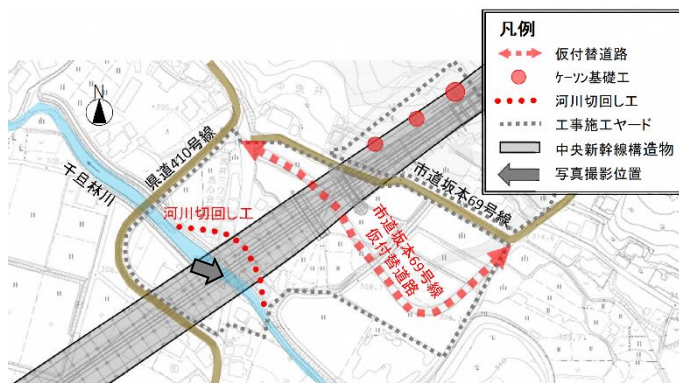 凡例
仮付替道路
ケーソン基礎工
河川切回し工
工事施工ヤード
中央新幹線構造物
写真撮影位置
N
千旦林川
県道410号線
市道坂本69号線
河川切回し工
市道坂本69号線
仮付替道路